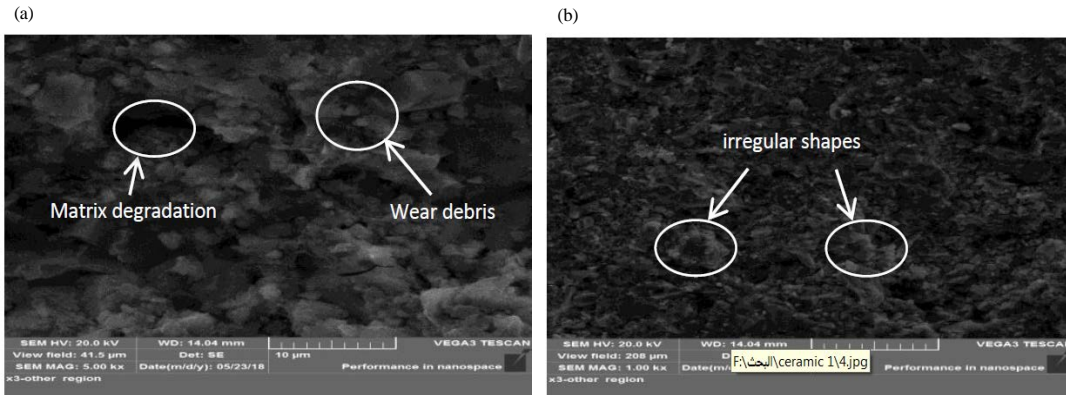 (a)
(b)
Matrix degradation
Wear debris
irregular shapes
SEM HV: 20.0 kV WD: 14.04 mm VEGA3 TESCAN
View field: 41.5 µm Det: SE 10 µm
SEM MAG: 5.00 kx Date(m/d/y): 05/23/18 Performance in nanospace
x3-other region
SEM HV: 20.0 kV WD: 14.04 mm VEGA3 TESCAN
View field: 208 µm
F:\البحث\ceramic 1\4.jpg
SEM MAG: 1.00 kx Performance in nanospace
x3-other region